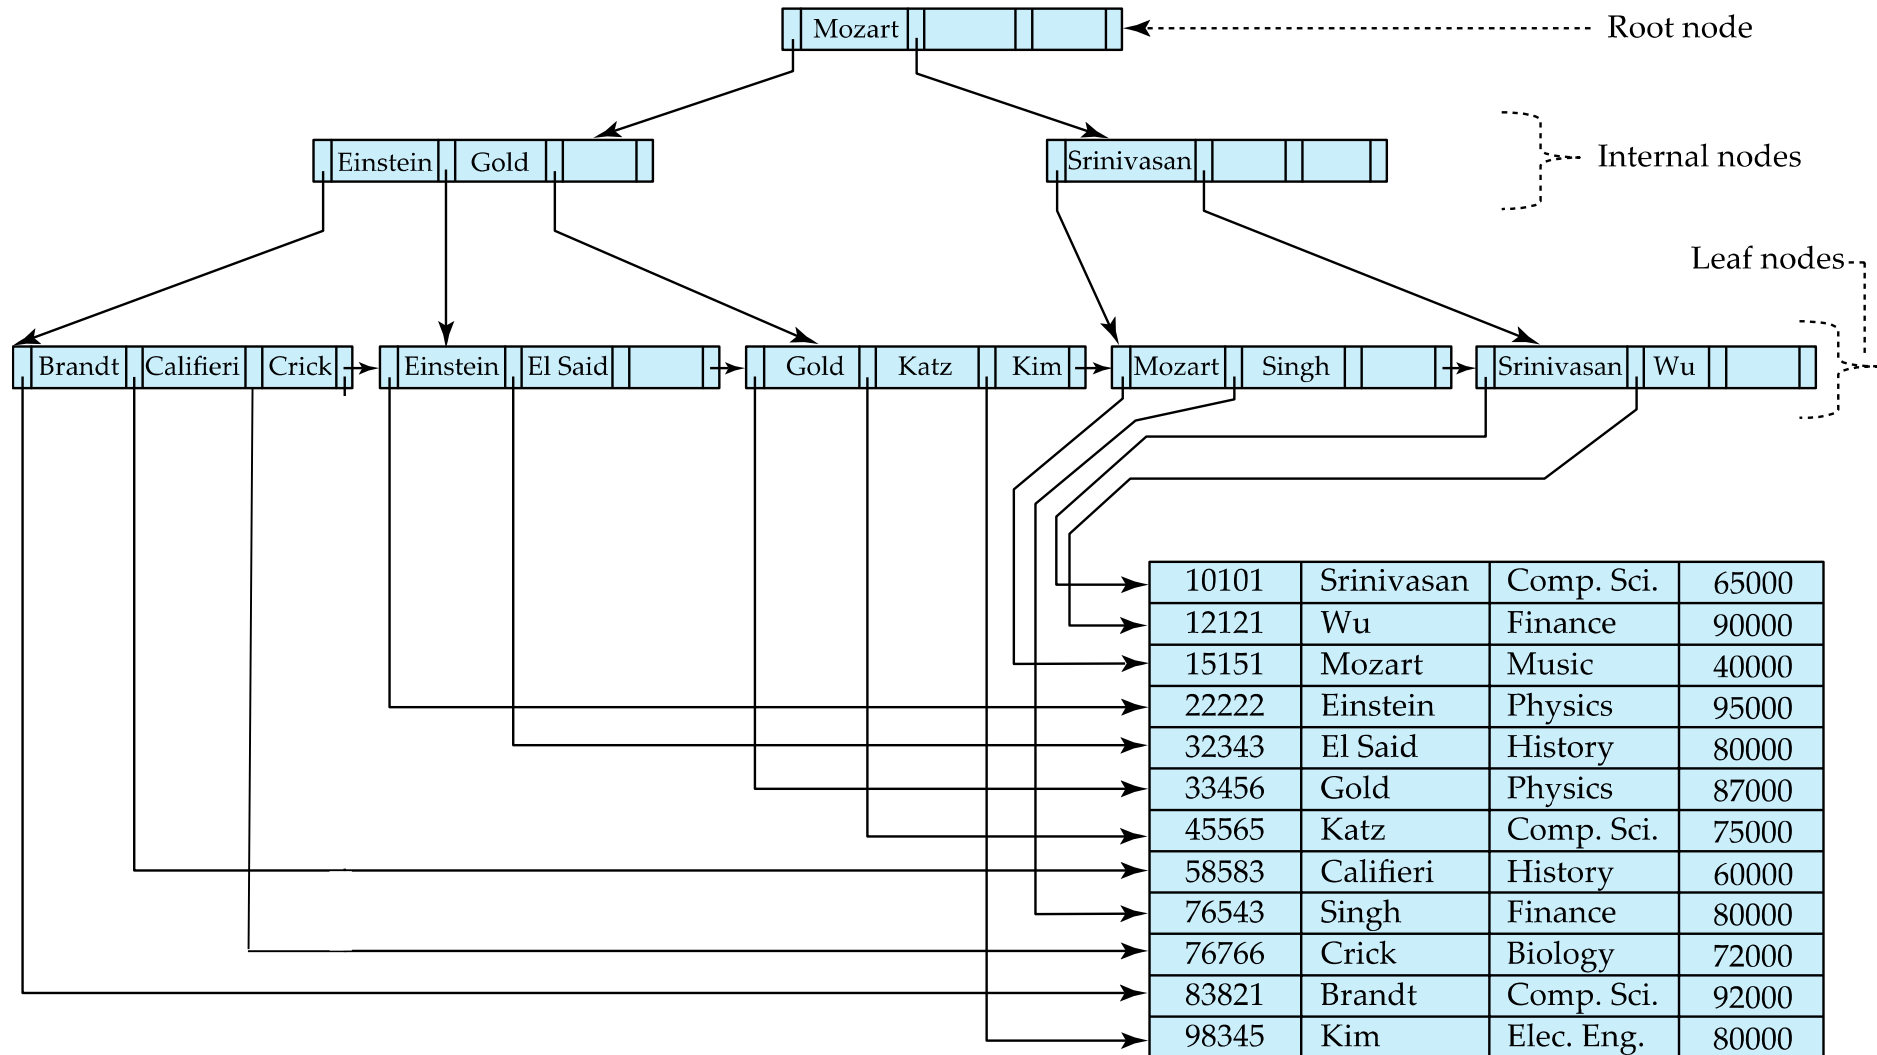 Mozart
Root node
Einstein Gold
Srinivasan
Internal nodes
Leaf nodes
Brandt Califieri Crick
Einstein El Said
Gold Katz Kim
Mozart Singh
Srinivasan Wu
10101 Srinivasan Comp. Sci. 65000
12121 Wu Finance 90000
15151 Mozart Music 40000
22222 Einstein Physics 95000
32343 El Said History 80000
33456 Gold Physics 87000
45565 Katz Comp. Sci. 75000
58583 Califieri History 60000
76543 Singh Finance 80000
76766 Crick Biology 72000
83821 Brandt Comp. Sci. 92000
98345 Kim Elec. Eng. 80000